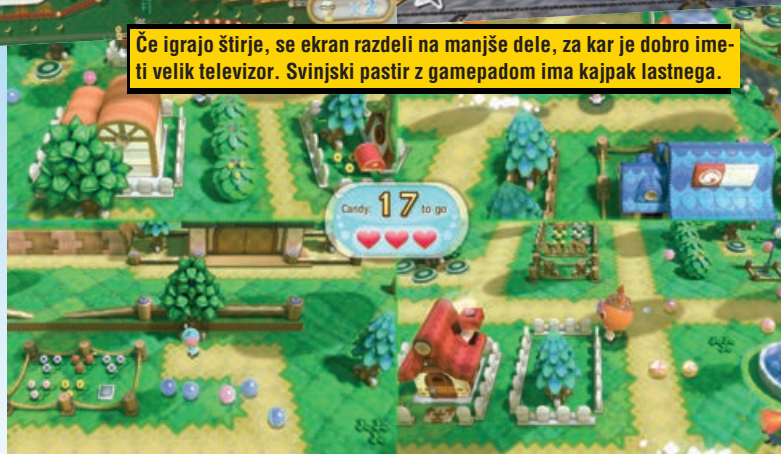 x2
Če igrajo štirje, se ekran razdeli na manjše dele, za kar je dobro ime-
ti velik televizor. Svinjski pastir z gamepadom ima kajpak lastnega.
Candy: 17 to go